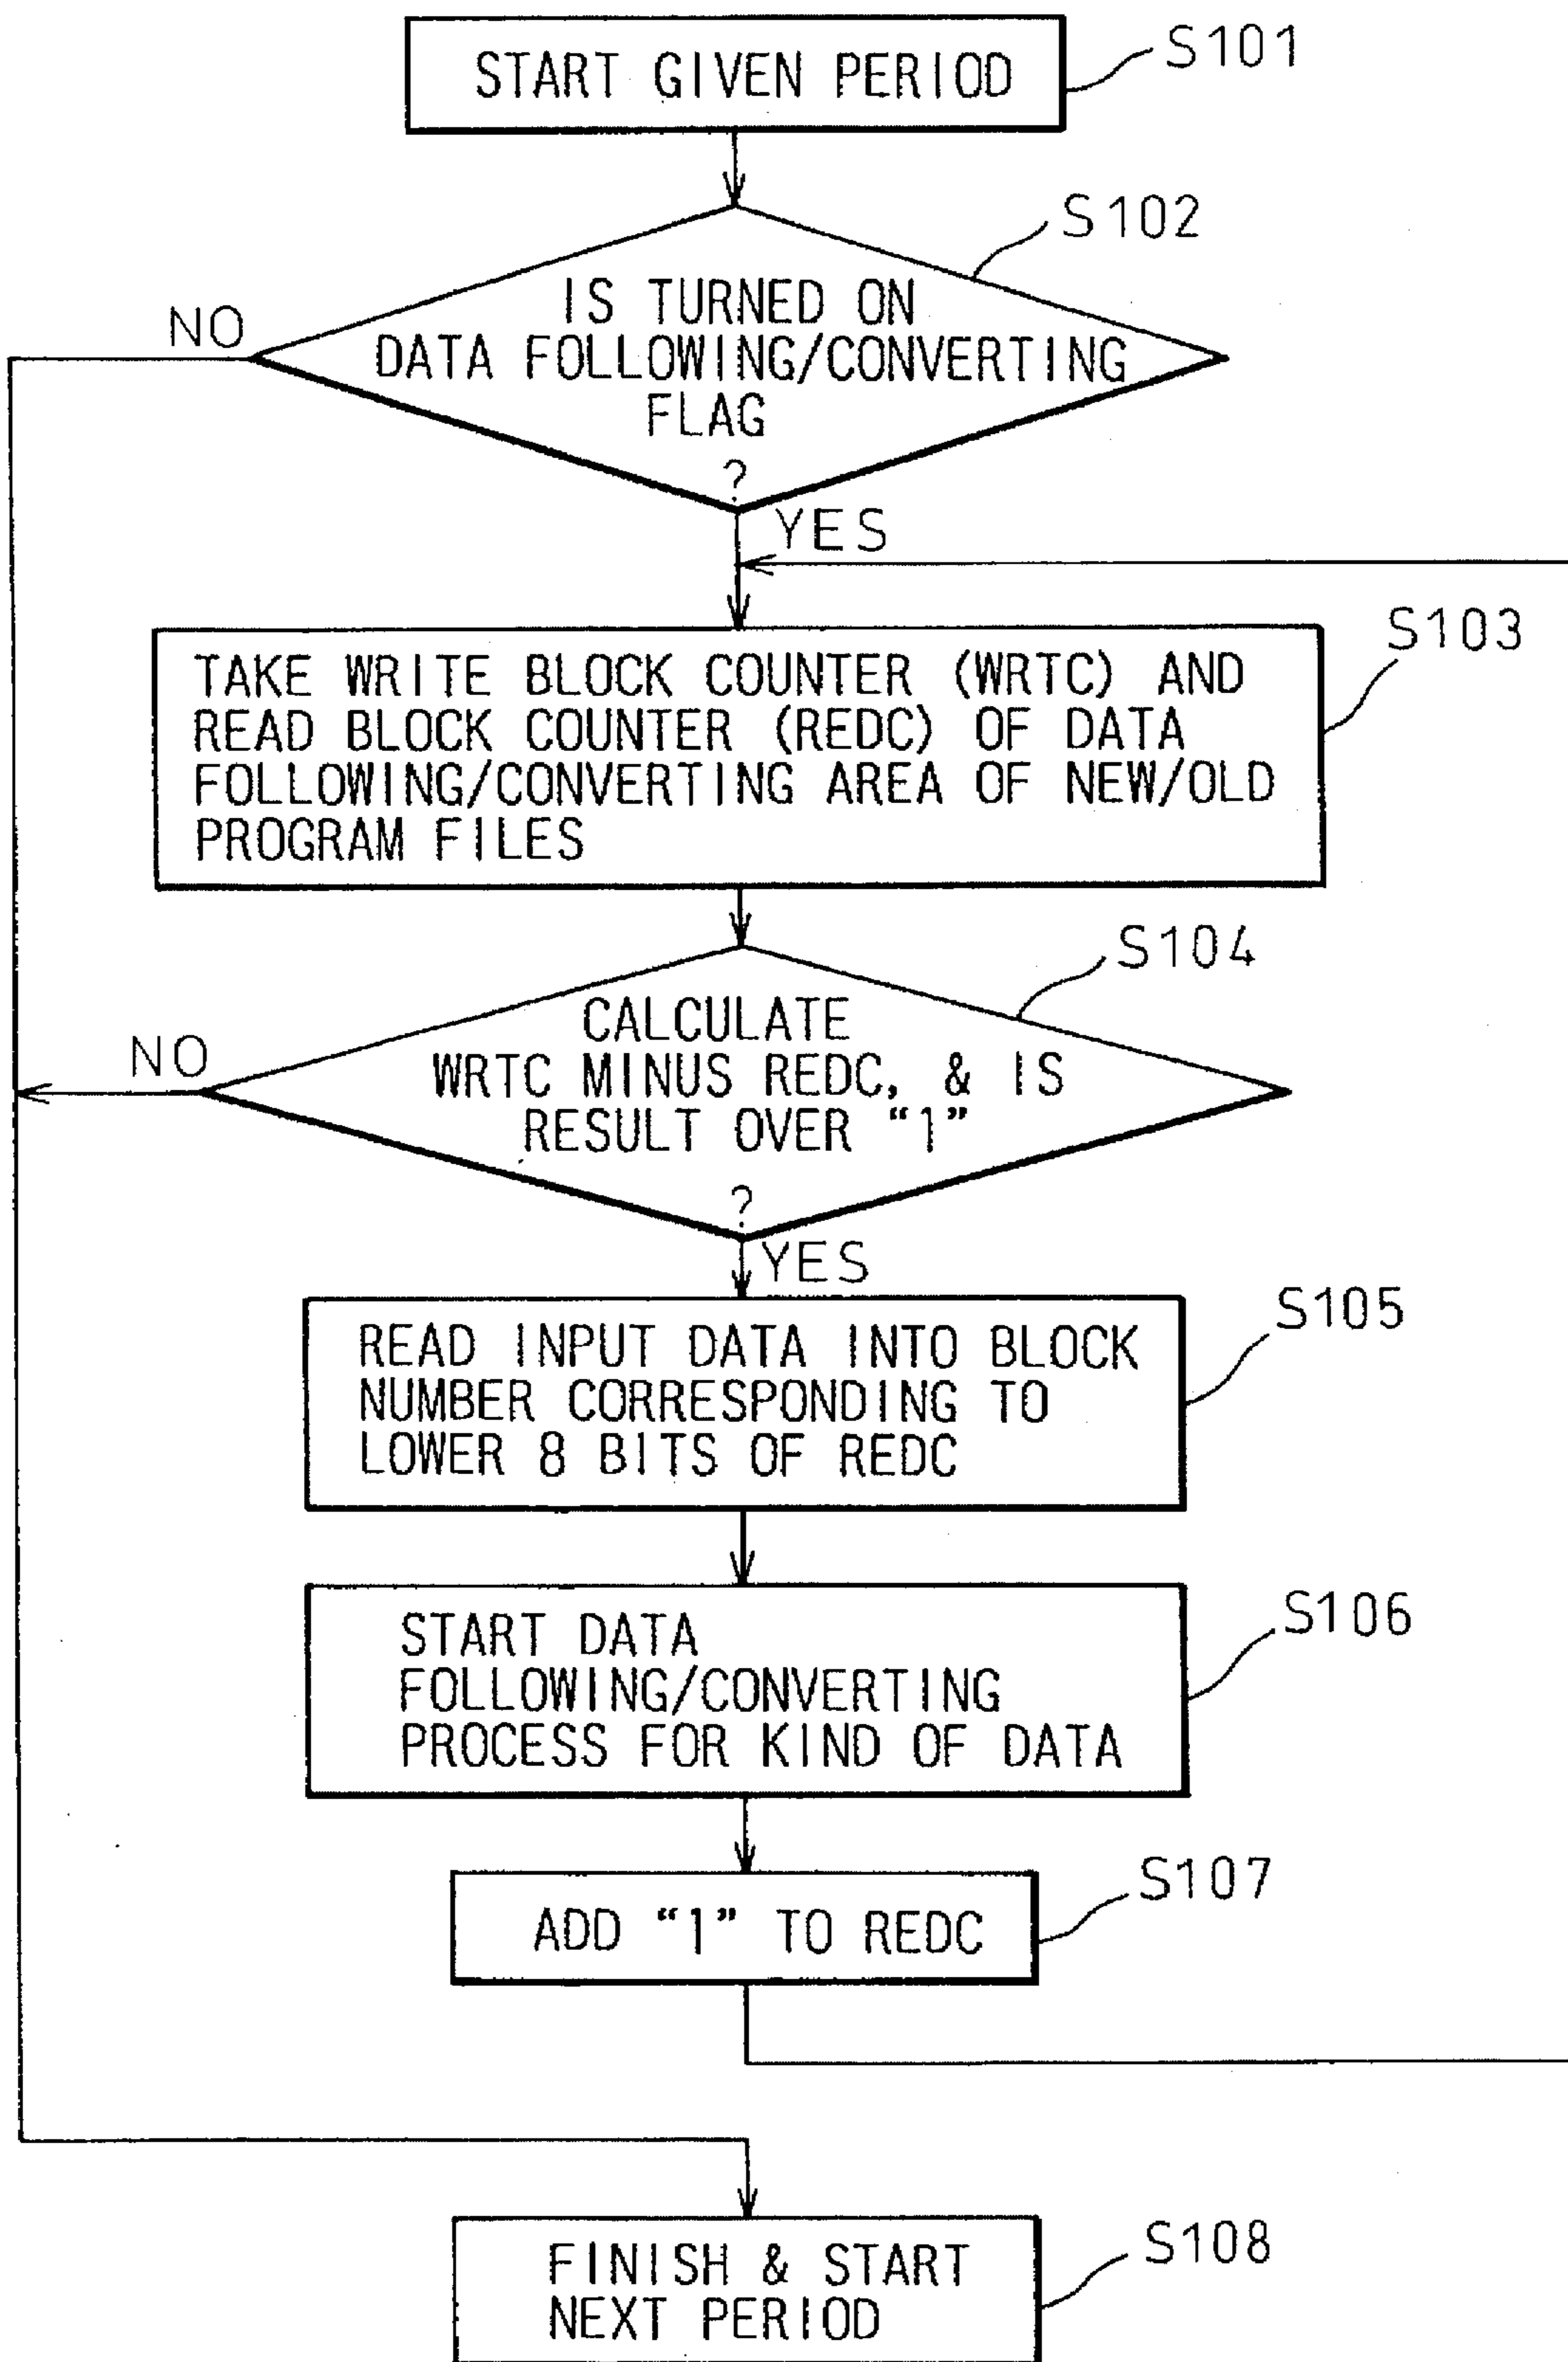 START GIVEN PERIOD
S101
S102
IS TURNED ON
DATA FOLLOWING/CONVERTING
FLAG
?
NO
YES
S103
TAKE WRITE BLOCK COUNTER (WRTC) AND
READ BLOCK COUNTER (REDC) OF DATA
FOLLOWING/CONVERTING AREA OF NEW/OLD
PROGRAM FILES
S104
CALCULATE
WRTC MINUS REDC, & IS
RESULT OVER “1”
?
NO
YES
S105
READ INPUT DATA INTO BLOCK
NUMBER CORRESPONDING TO
LOWER 8 BITS OF REDC
S106
START DATA
FOLLOWING/CONVERTING
PROCESS FOR KIND OF DATA
S107
ADD “1” TO REDC
S108
FINISH & START
NEXT PERIOD